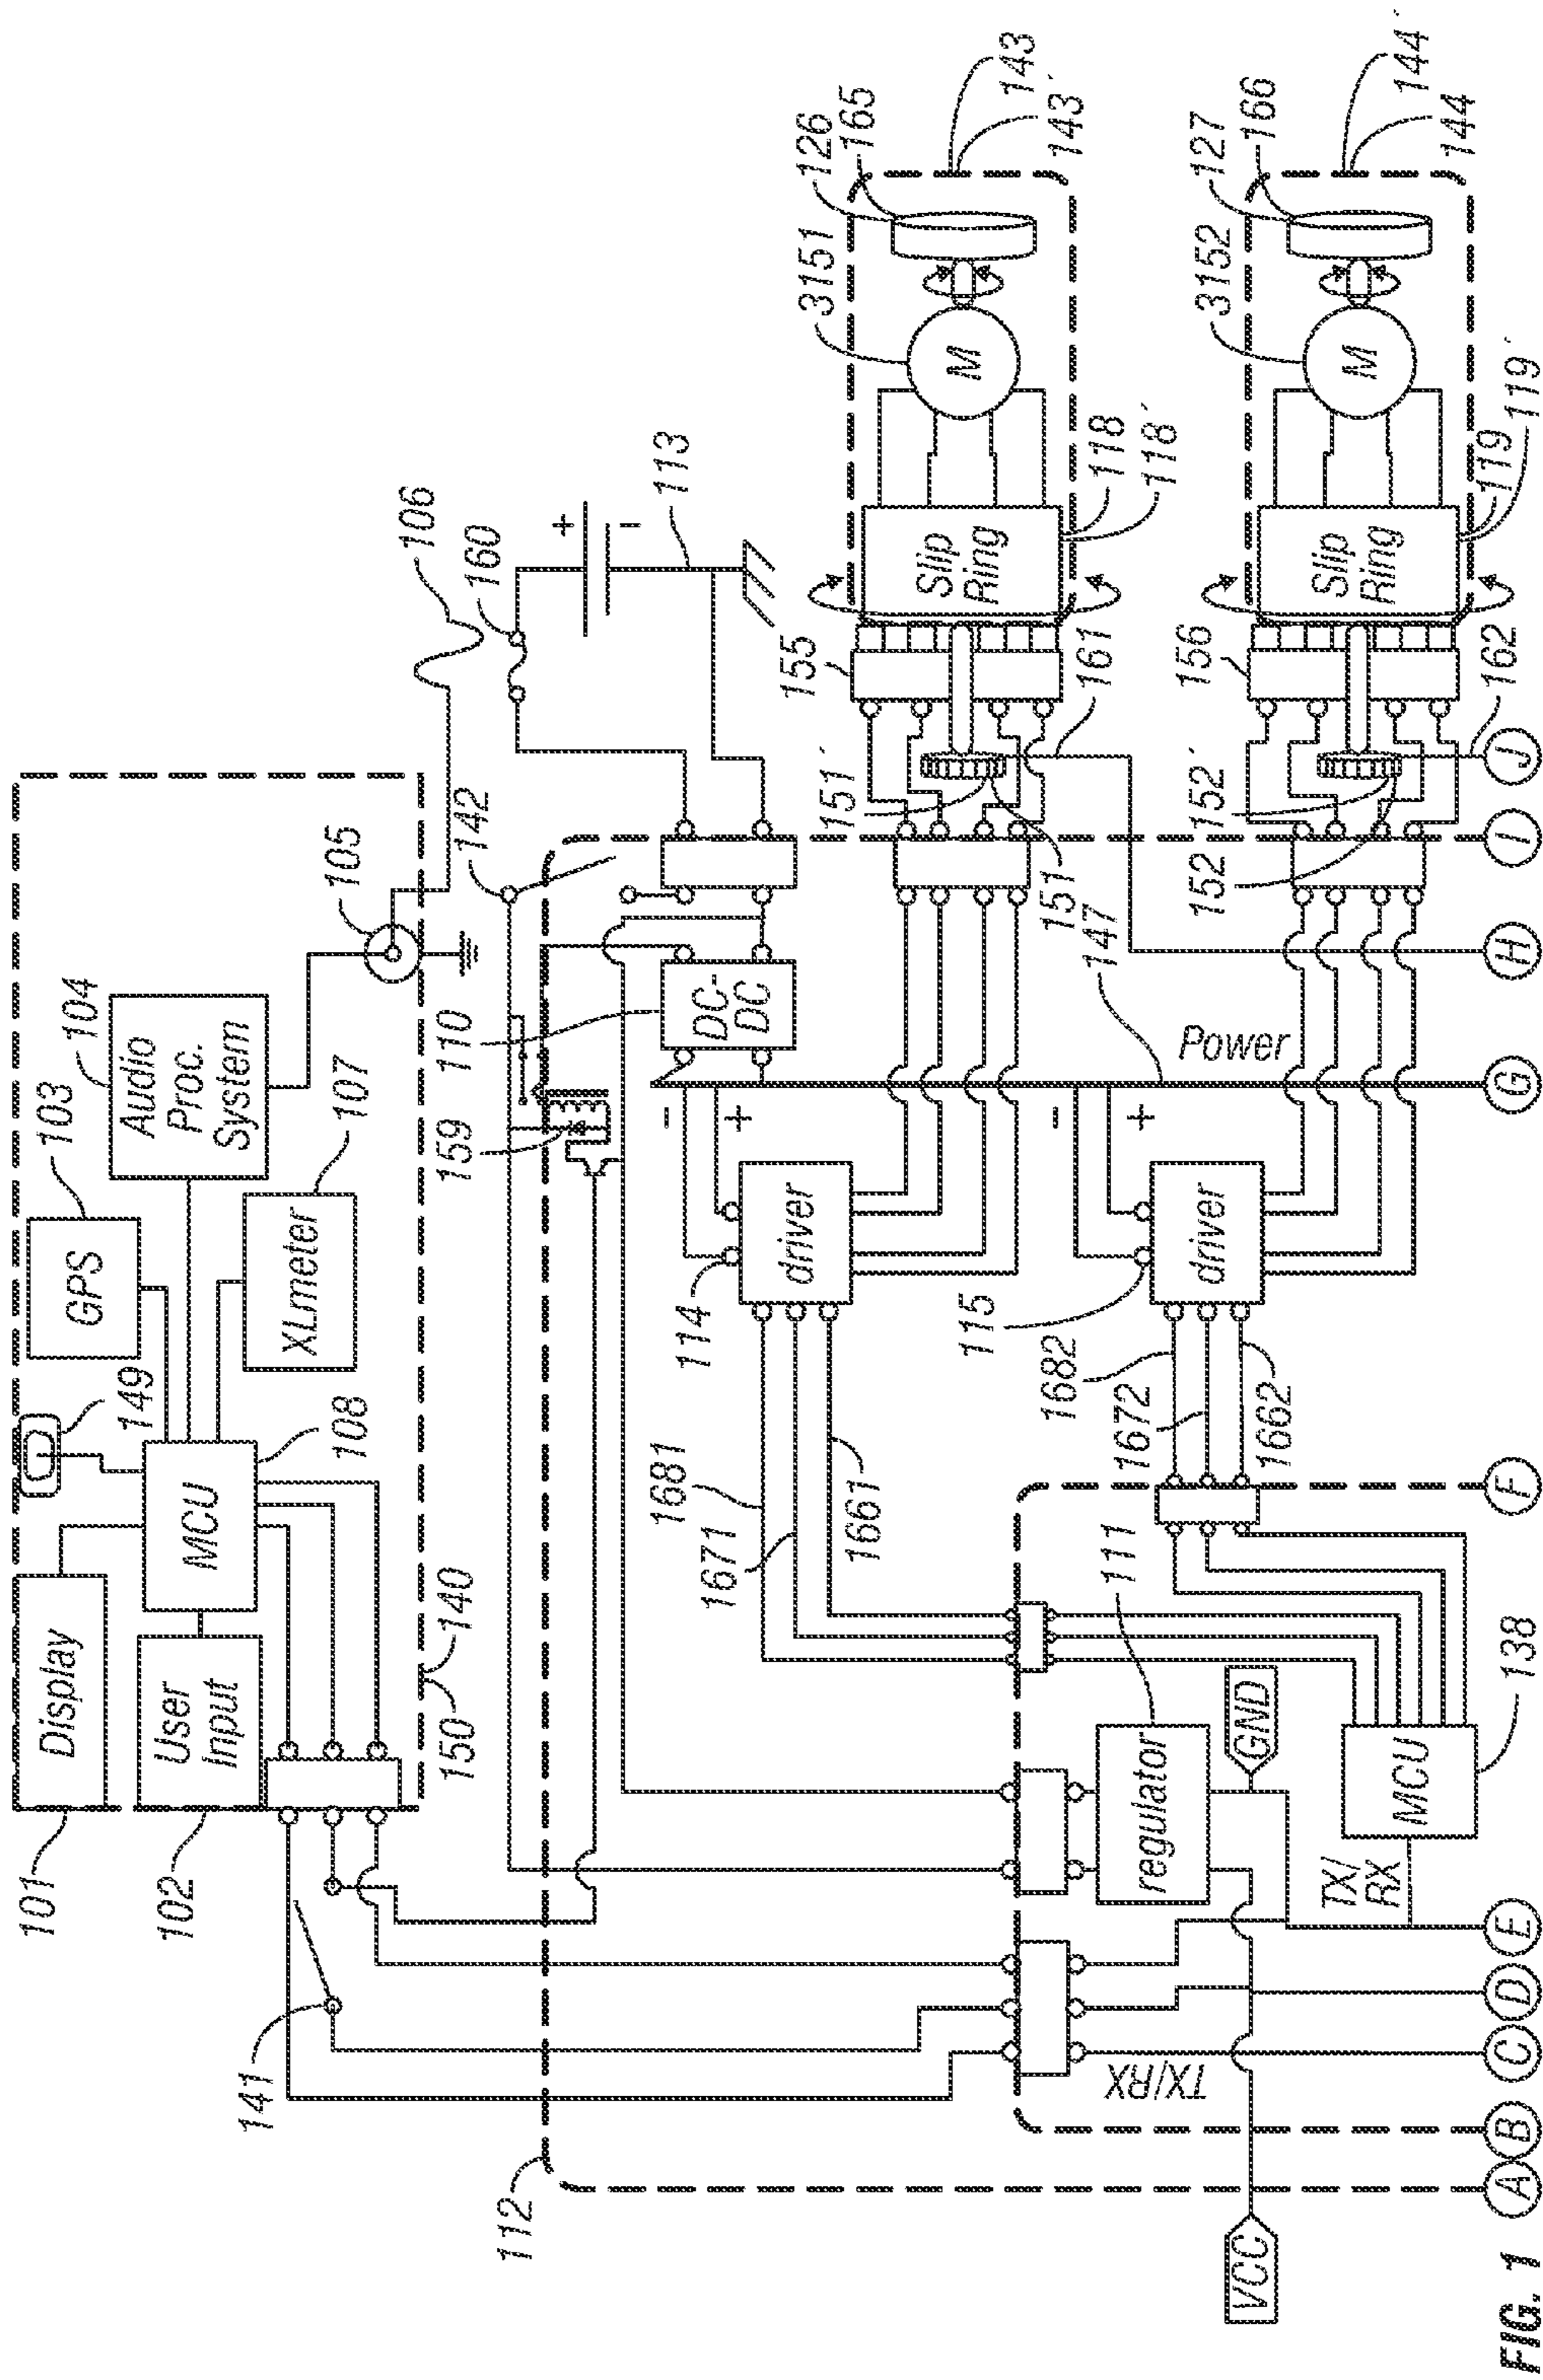 101
Display
102
User
Input
MCU
108
149
GPS
103
Audio
Proc.
System
104
XLmeter
107
105
106
150
140
141
112
142
159
110
DC-
DC
160
+
-
113
-
+
114
driver
1681
1671
1661
147
Power
-
+
115
driver
1682
1672
1662
155
151´
151
161
Slip
Ring
118
118´
3151
M
126
165
143
143´
156
152´
152
162
Slip
Ring
119
119´
3152
M
127
166
144´
144
111
regulator
GND
VCC
MCU
138
TX/
RX
TX/RX
A
B
C
D
E
F
G
H
I
J
FIG. 1